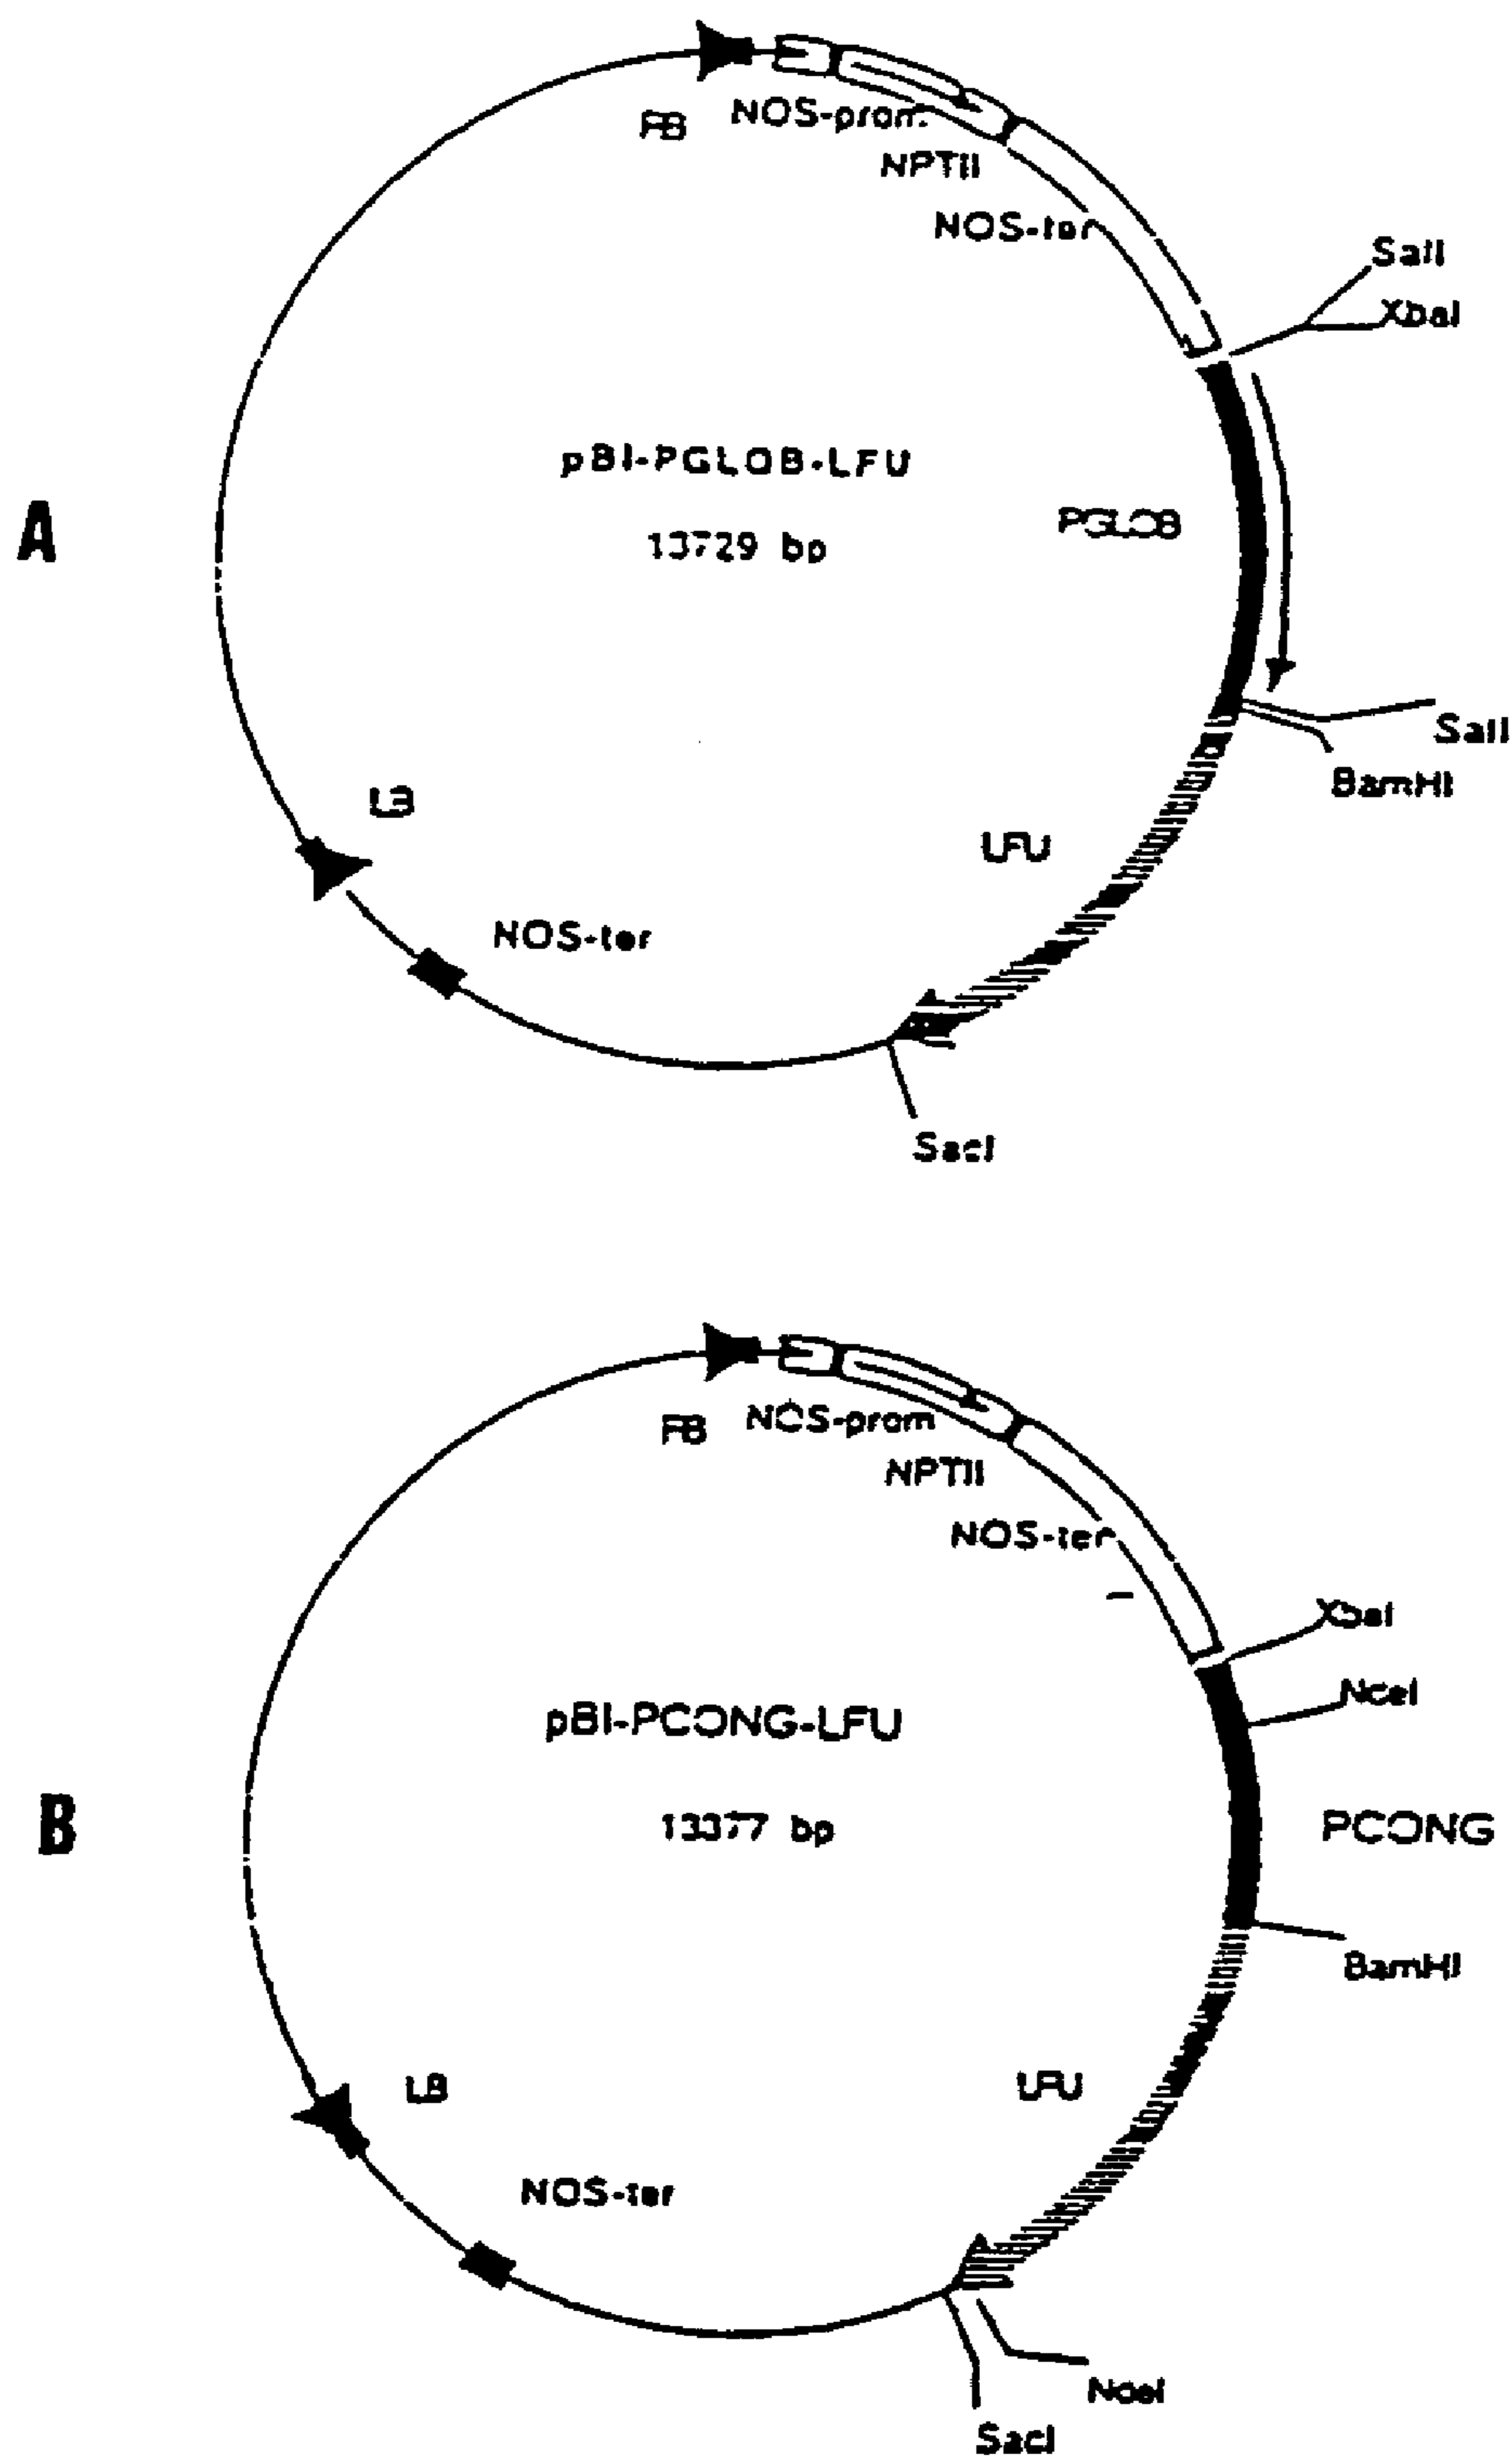 A
RB
NOS-prom.
NPTII
NOS-ter
SalI
XbaI
pBI-PGLOB-LFU
13729 bp
PGLOB
SalI
BamHI
LB
LFU
NOS-ter
SacI
B
RB
NOS-prom
NPTII
NOS-ter
XbaI
pBI-PCONG-LFU
13377 bp
PCONG
BamHI
LB
LFU
NOS-ter
SacI